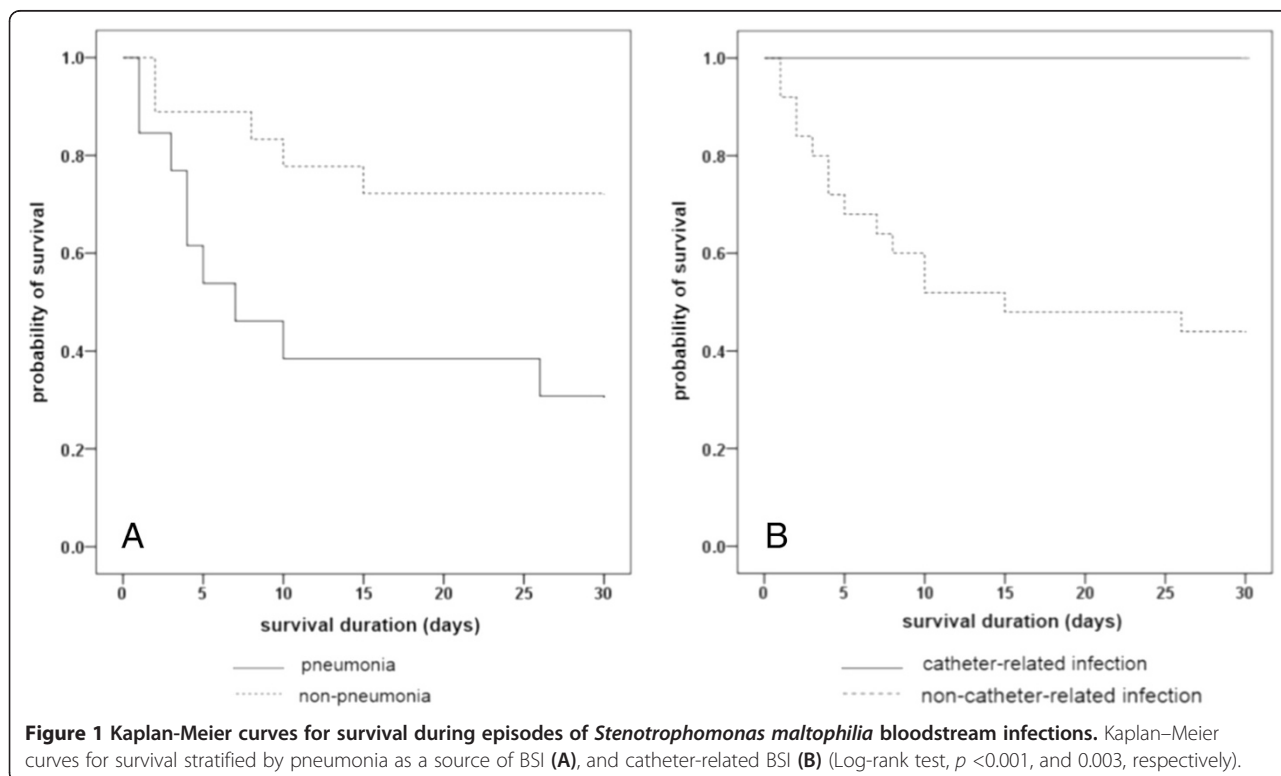 1.0
0.8
0.6
0.4
0.2
0.0
probability of survival
A
0 5 10 15 20 25 30
survival duration (days)
pneumonia
non-pneumonia
1.0
0.8
0.6
0.4
0.2
0.0
probability of survival
B
0 5 10 15 20 25 30
survival duration (days)
catheter-related infection
non-catheter-related infection
Figure 1 Kaplan-Meier curves for survival during episodes of Stenotrophomonas maltophilia bloodstream infections. Kaplan–Meier
curves for survival stratified by pneumonia as a source of BSI (A), and catheter-related BSI (B) (Log-rank test, p <0.001, and 0.003, respectively).